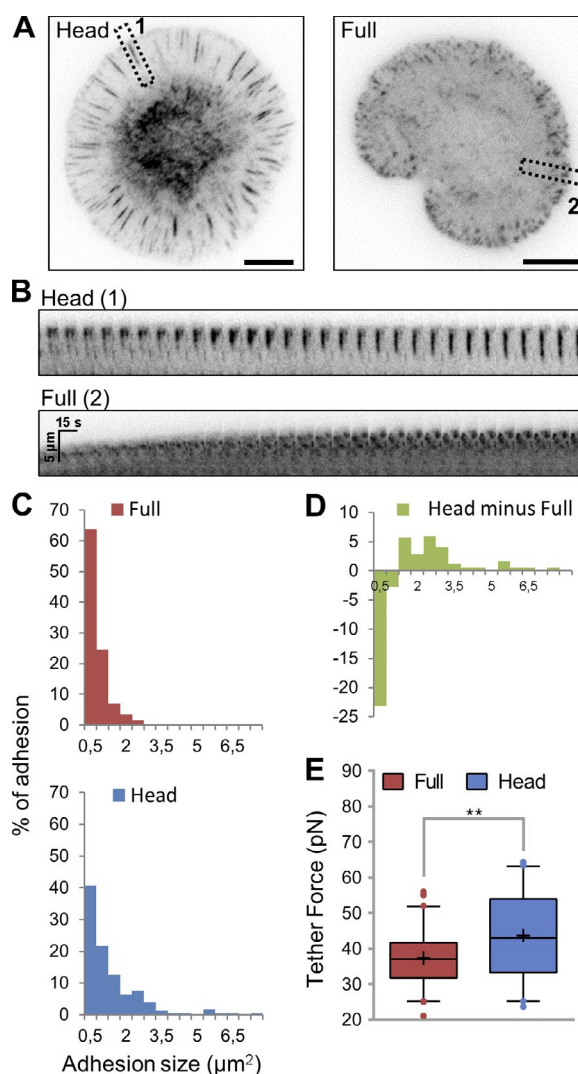 A
Head
1
Full
2
B
Head (1)
Full (2)
15 s
5 µm
C
Full
70
60
50
40
30
20
10
0
0,5 2 3,5 5 6,5
% of adhesion
Head
50
40
30
20
10
0
0,5 2 3,5 5 6,5
Adhesion size (µm²)
D
Head minus Full
10
5
0
-5
-10
-15
-20
-25
0,5 2 3,5 5 6,5
E
Full Head
**
90
80
70
60
50
40
30
20
Tether Force (pN)